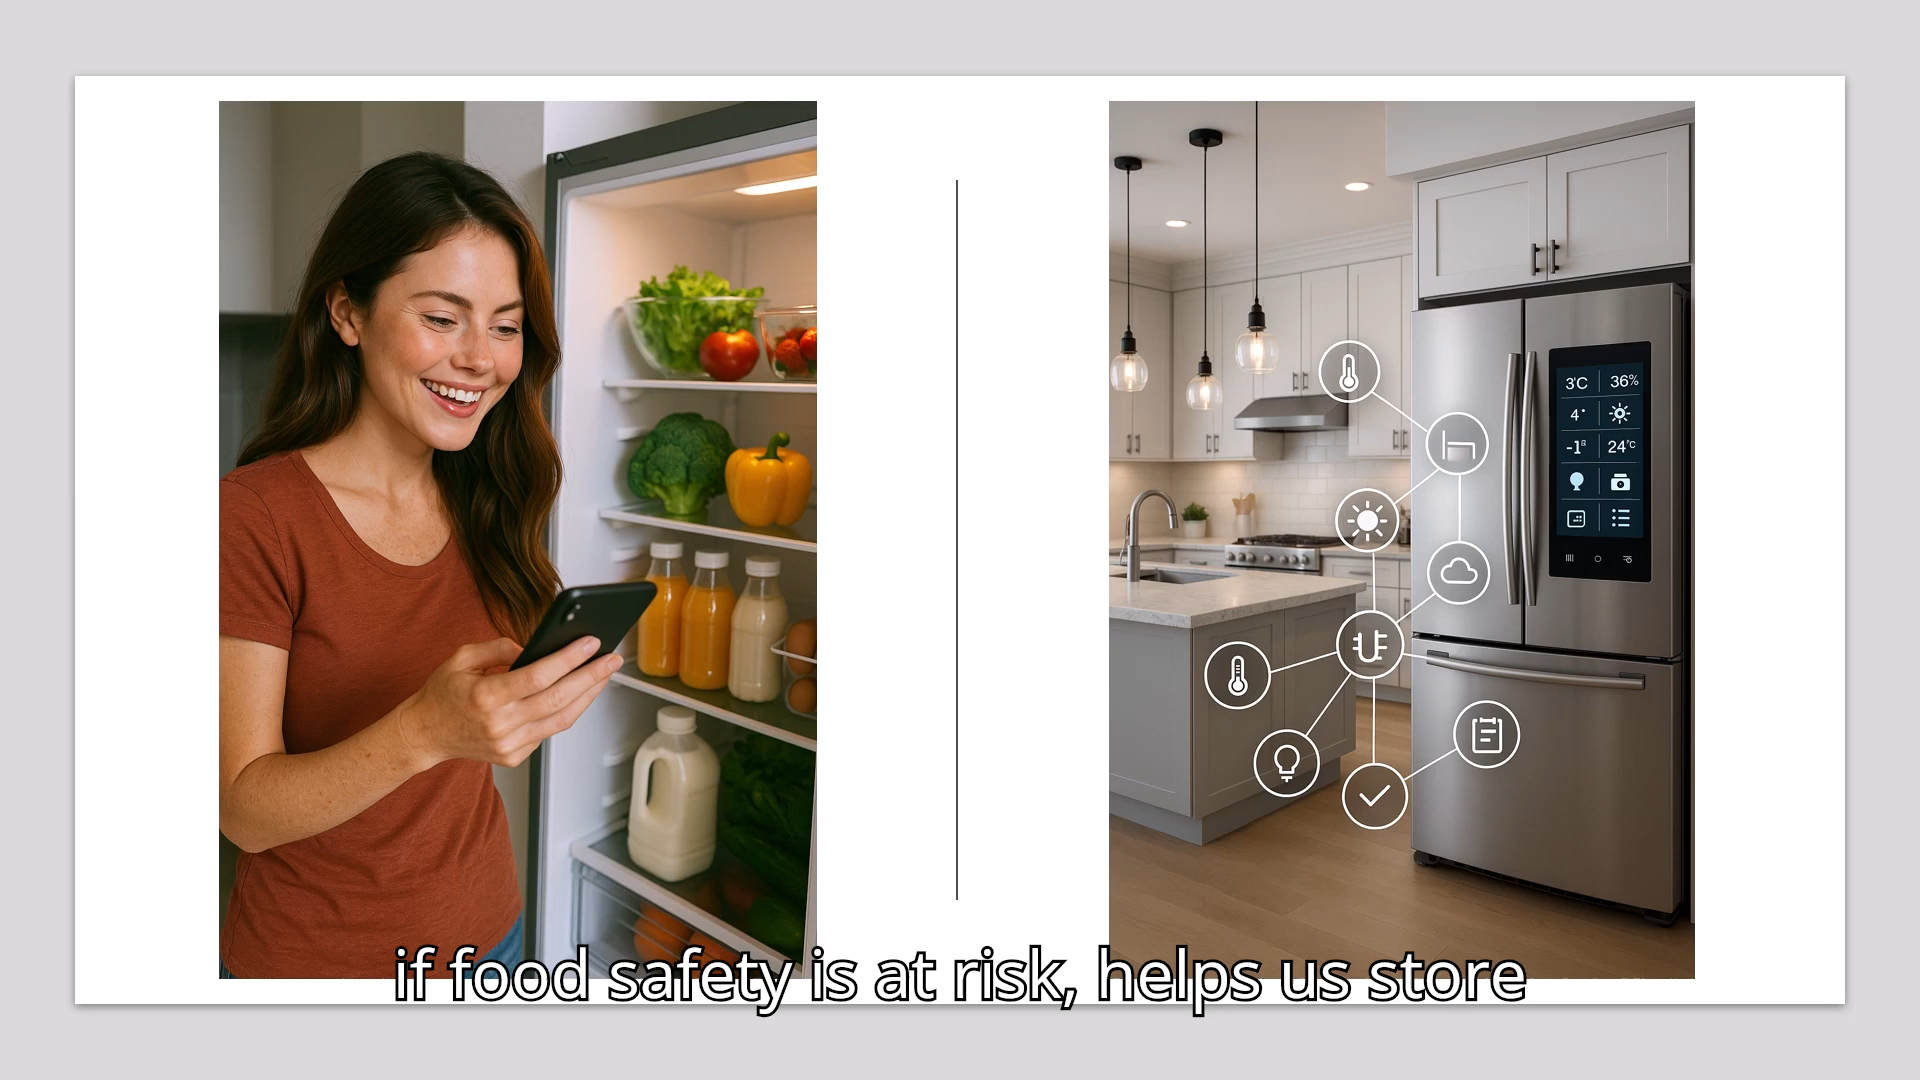 3°C 36%
4°
-1° 24°C
if food safety is at risk, helps us store